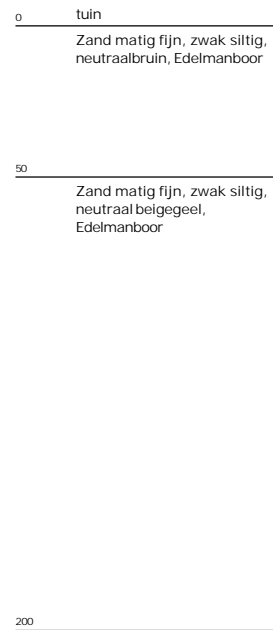 0 tuin
Zand matig fijn, zwak siltig,
neutraalbruin, Edelmanboor
50
Zand matig fijn, zwak siltig,
neutraal beigegeel,
Edelmanboor
200